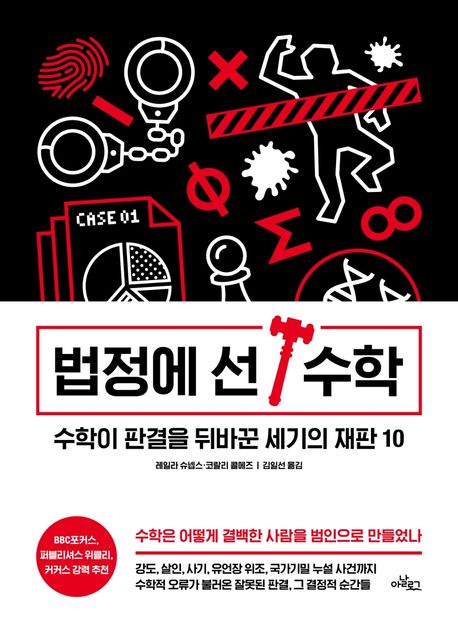 CASE 01
법정에 선 수학
수학이 판결을 뒤바꾼 세기의 재판 10
레일라 슈넵스·코랄리 콜메즈 | 김일선 옮김
BBC포커스,
퍼블리셔스 위클리,
커커스 강력 추천
수학은 어떻게 결백한 사람을 범인으로 만들었나
강도, 살인, 사기, 유언장 위조, 국가기밀 누설 사건까지
수학적 오류가 불러온 잘못된 판결, 그 결정적 순간들
아날로그